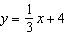 y = 1/3 x + 4